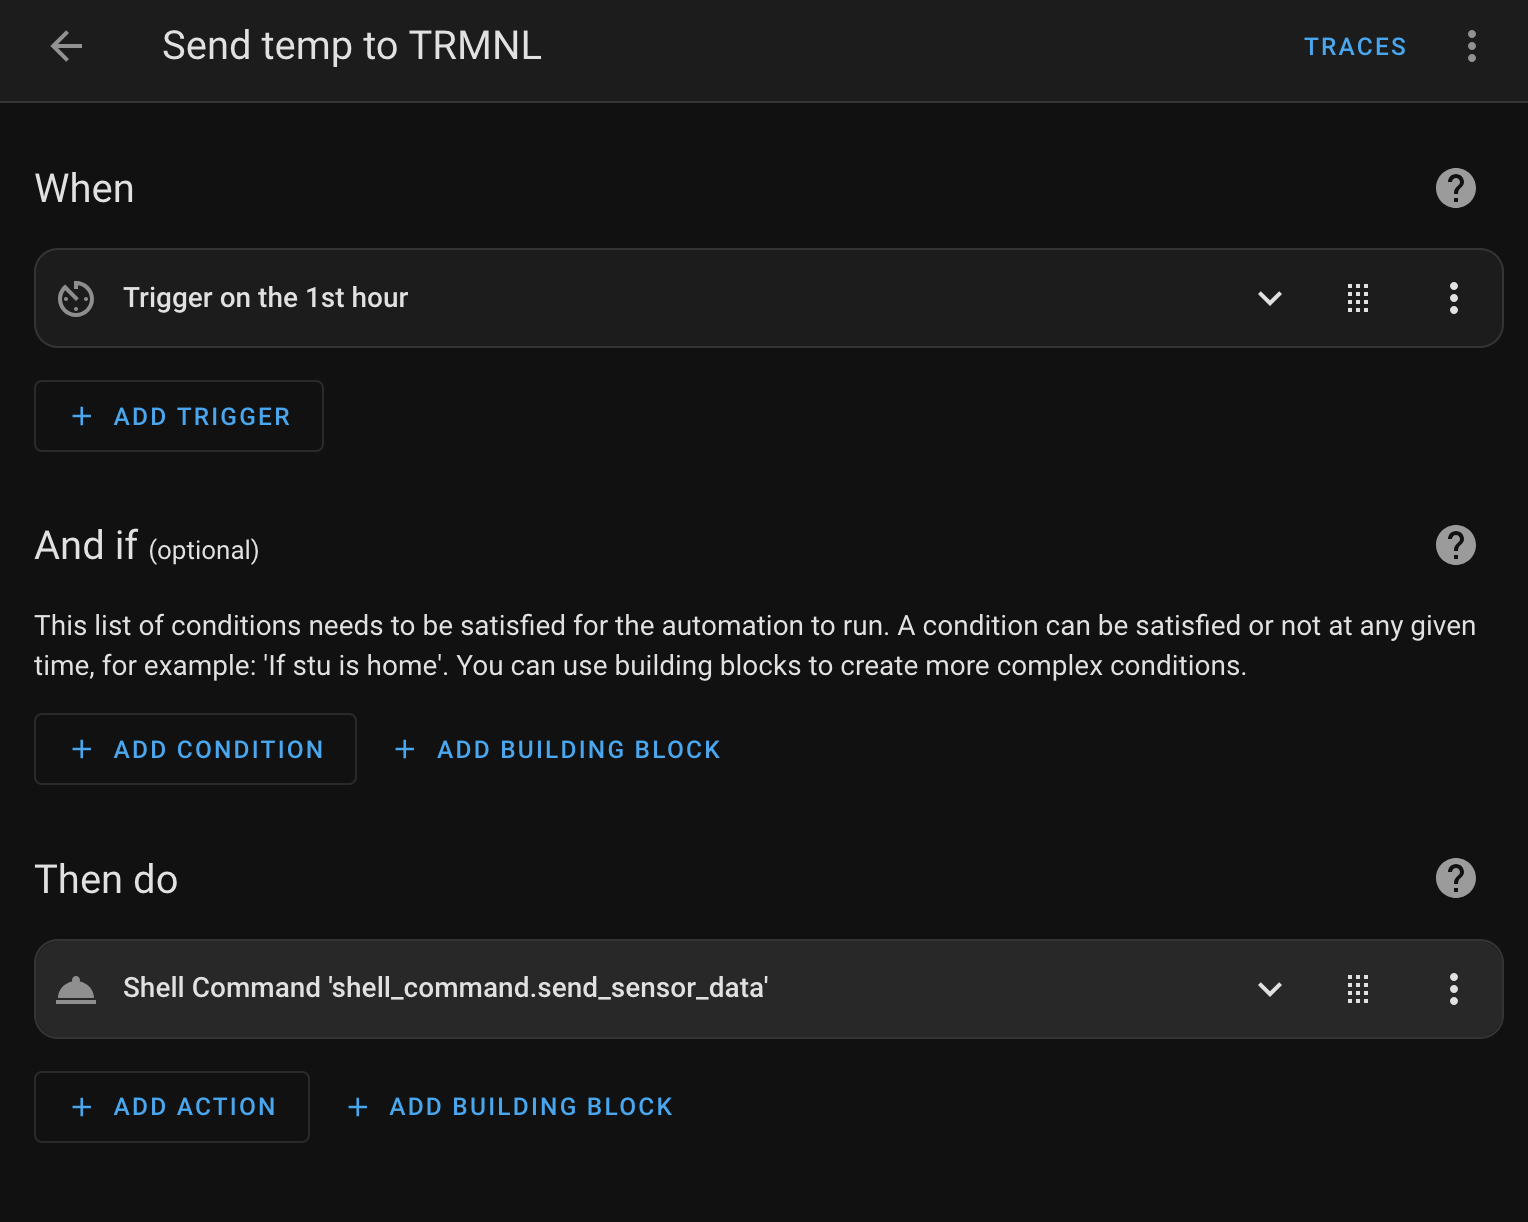 Send temp to TRMNL
TRACES
When
Trigger on the 1st hour
+ ADD TRIGGER
And if (optional)
This list of conditions needs to be satisfied for the automation to run. A condition can be satisfied or not at any given
time, for example: 'If stu is home'. You can use building blocks to create more complex conditions.
+ ADD CONDITION + ADD BUILDING BLOCK
Then do
Shell Command 'shell_command.send_sensor_data'
+ ADD ACTION + ADD BUILDING BLOCK